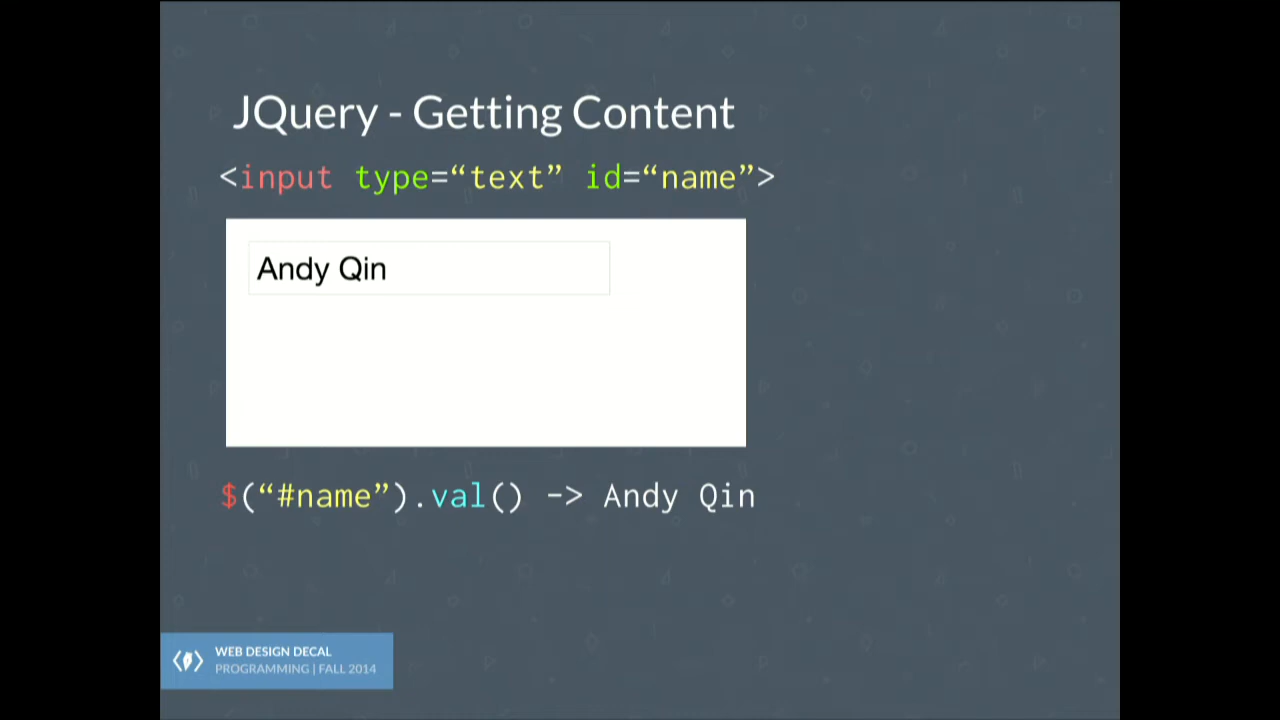 JQuery - Getting Content
<input type=“text” id=“name”>
Andy Qin
$(“#name”).val() -> Andy Qin
WEB DESIGN DECAL
PROGRAMMING | FALL 2014